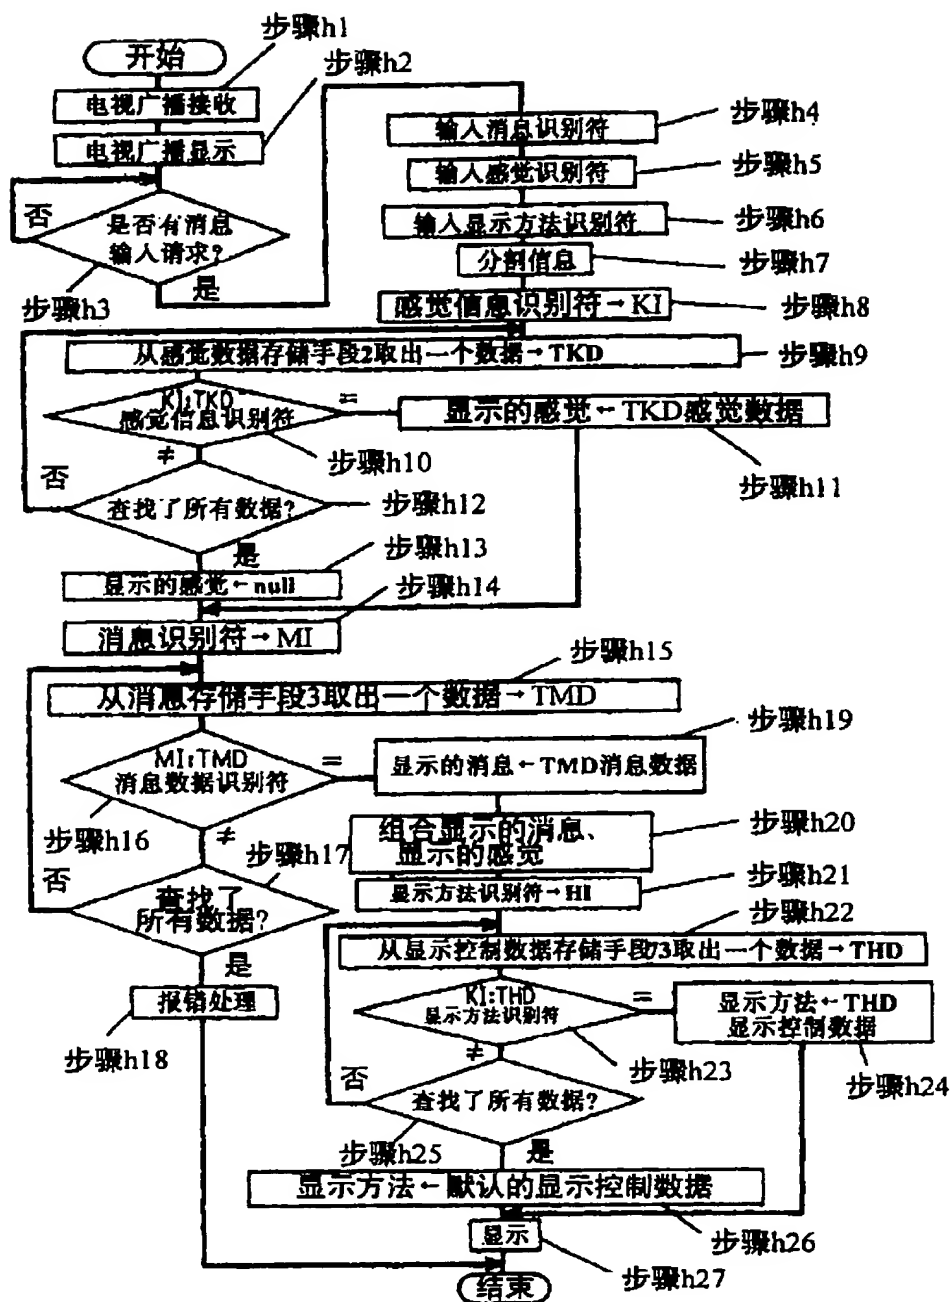 开始
步骤h1
电视广播接收
步骤h2
电视广播显示
否
是否有消息
输入请求?
是
步骤h3
输入消息识别符
步骤h4
输入感觉识别符
步骤h5
输入显示方法识别符
步骤h6
分割信息
步骤h7
感觉信息识别符→KI
步骤h8
从感觉数据存储手段2取出一个数据→TKD
步骤h9
KI:TKD
感觉信息识别符
=
≠
步骤h10
显示的感觉←TKD感觉数据
步骤h11
否
查找了所有数据?
步骤h12
是
步骤h13
显示的感觉←null
步骤h14
消息识别符→MI
步骤h15
从消息存储手段3取出一个数据→TMD
MI:TMD
消息数据识别符
=
≠
步骤h16
步骤h19
显示的消息←TMD消息数据
步骤h17
否
查找了
所有数据?
是
报错处理
步骤h18
组合显示的消息、
显示的感觉
步骤h20
显示方法识别符→HI
步骤h21
步骤h22
从显示控制数据存储手段73取出一个数据→THD
KI:THD
显示方法识别符
=
≠
步骤h23
显示方法←THD
显示控制数据
步骤h24
否
查找了所有数据?
步骤h25
是
显示方法←默认的显示控制数据
步骤h26
显示
步骤h27
结束